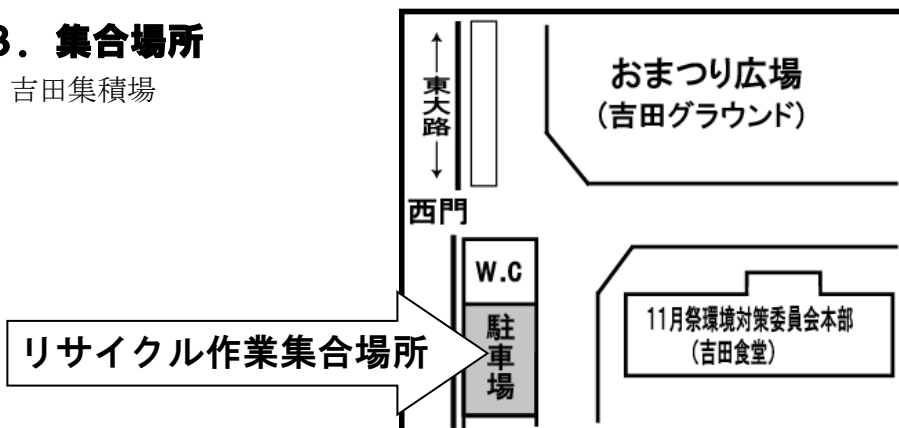 ３．集合場所
吉田集積場
おまつり広場
（吉田グラウンド）
←東大路→
西門
W.C
駐車場
リサイクル作業集合場所
11月祭環境対策委員会本部
（吉田食堂）